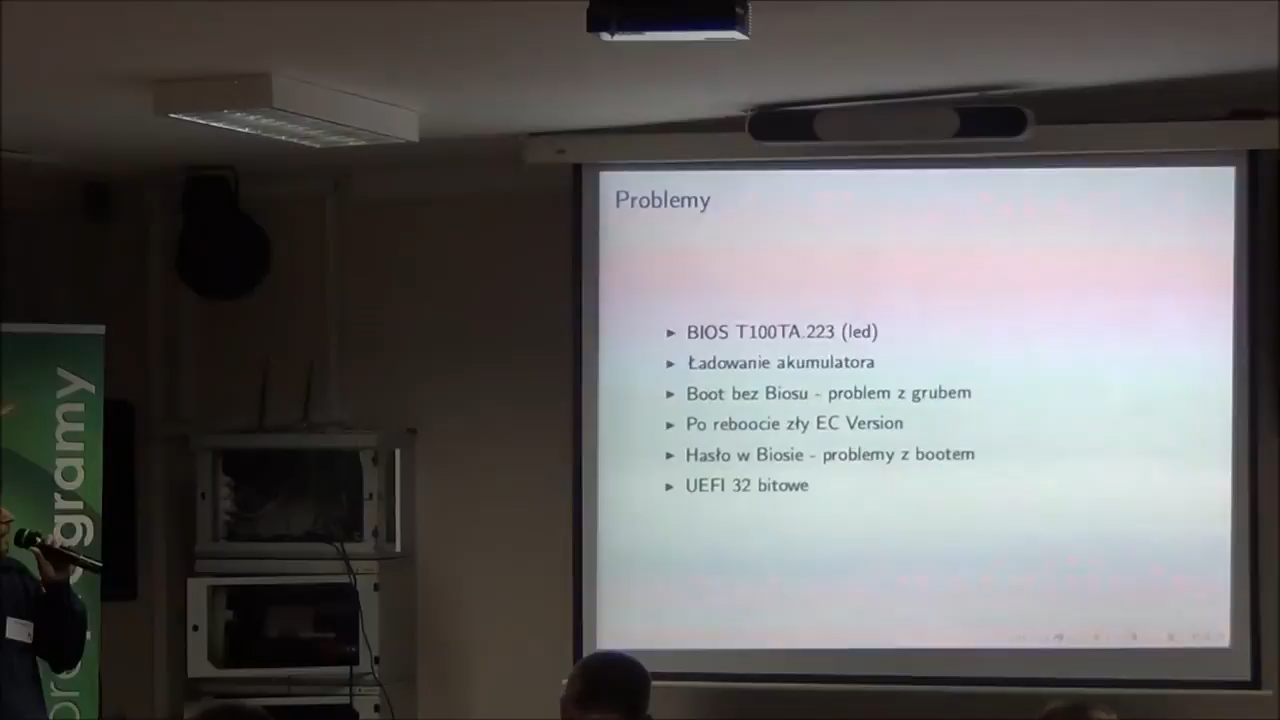 Problemy
BIOS T100TA.223 (led)
Ładowanie akumulatora
Boot bez Biosu - problem z grubem
Po reboocie zły EC Version
Hasło w Biosie - problemy z bootem
UEFI 32 bitowe
gramy